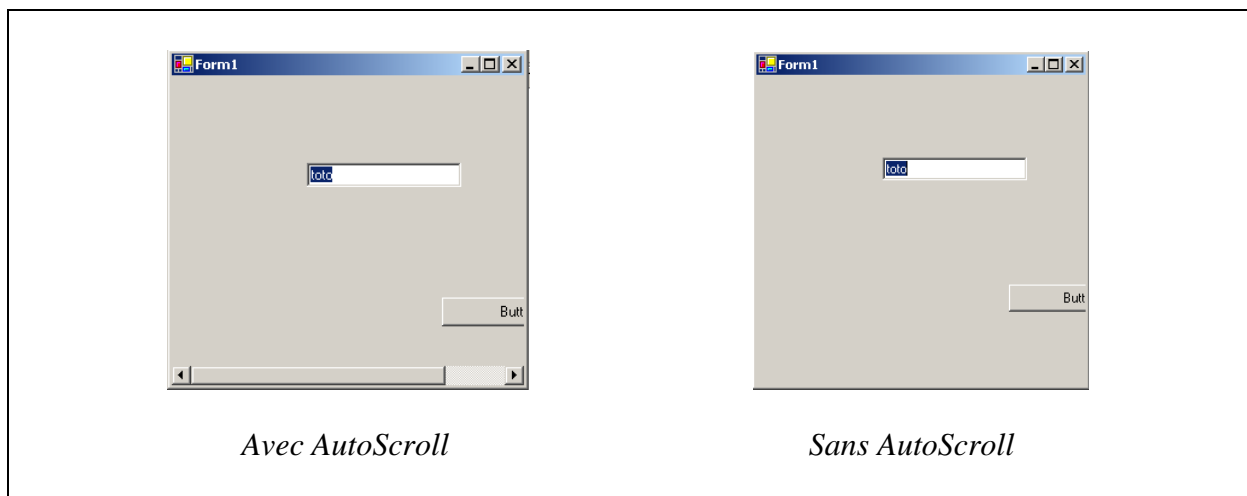 Form1
toto
Butt
Avec AutoScroll
Form1
toto
Butt
Sans AutoScroll